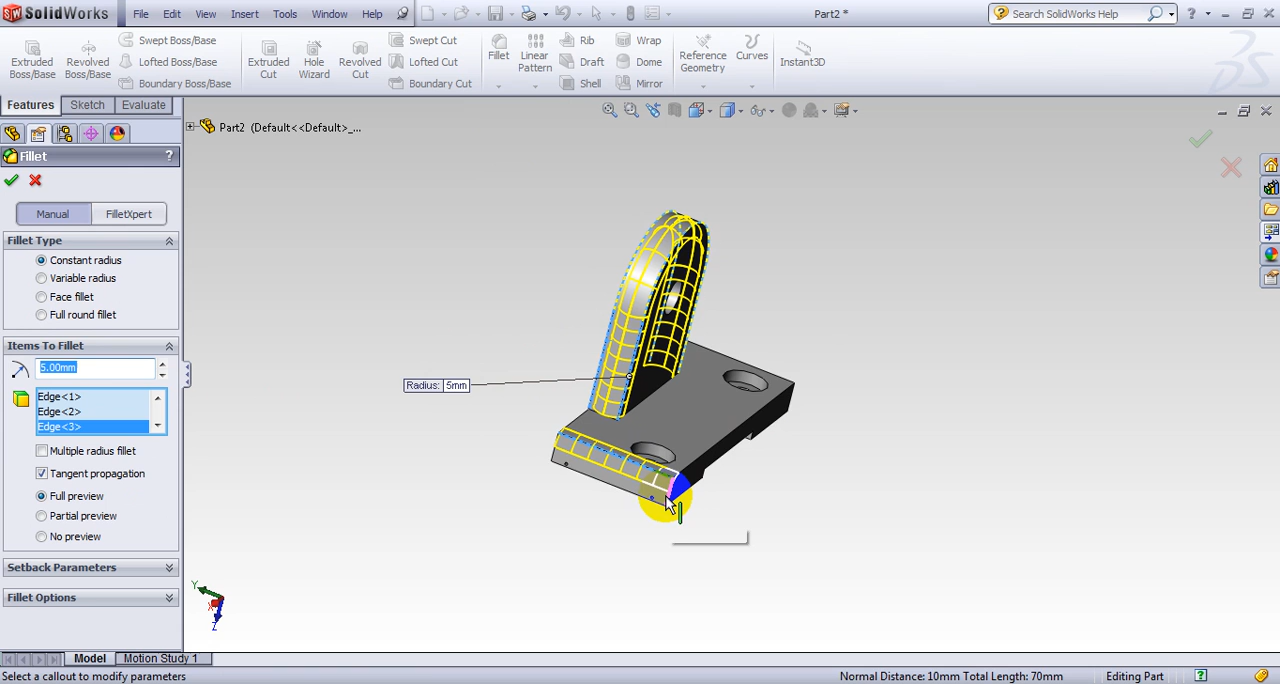 SolidWorks File Edit View Insert Tools Window Help Part2 * Search SolidWorks Help
Extruded Boss/Base
Revolved Boss/Base
Swept Boss/Base
Lofted Boss/Base
Boundary Boss/Base
Extruded Cut
Hole Wizard
Revolved Cut
Swept Cut
Lofted Cut
Boundary Cut
Fillet
Linear Pattern
Rib
Draft
Shell
Wrap
Dome
Mirror
Reference Geometry
Curves
Instant3D
Features Sketch Evaluate
Part2 (Default<<Default>_...
Fillet ?
Manual FilletXpert
Fillet Type
Constant radius
Variable radius
Face fillet
Full round fillet
Items To Fillet
5.00mm
Edge<1>
Edge<2>
Edge<3>
Multiple radius fillet
Tangent propagation
Full preview
Partial preview
No preview
Setback Parameters
Fillet Options
Radius: 5mm
Y
X
Z
Model Motion Study 1
Select a callout to modify parameters Normal Distance: 10mm Total Length: 70mm Editing Part ?